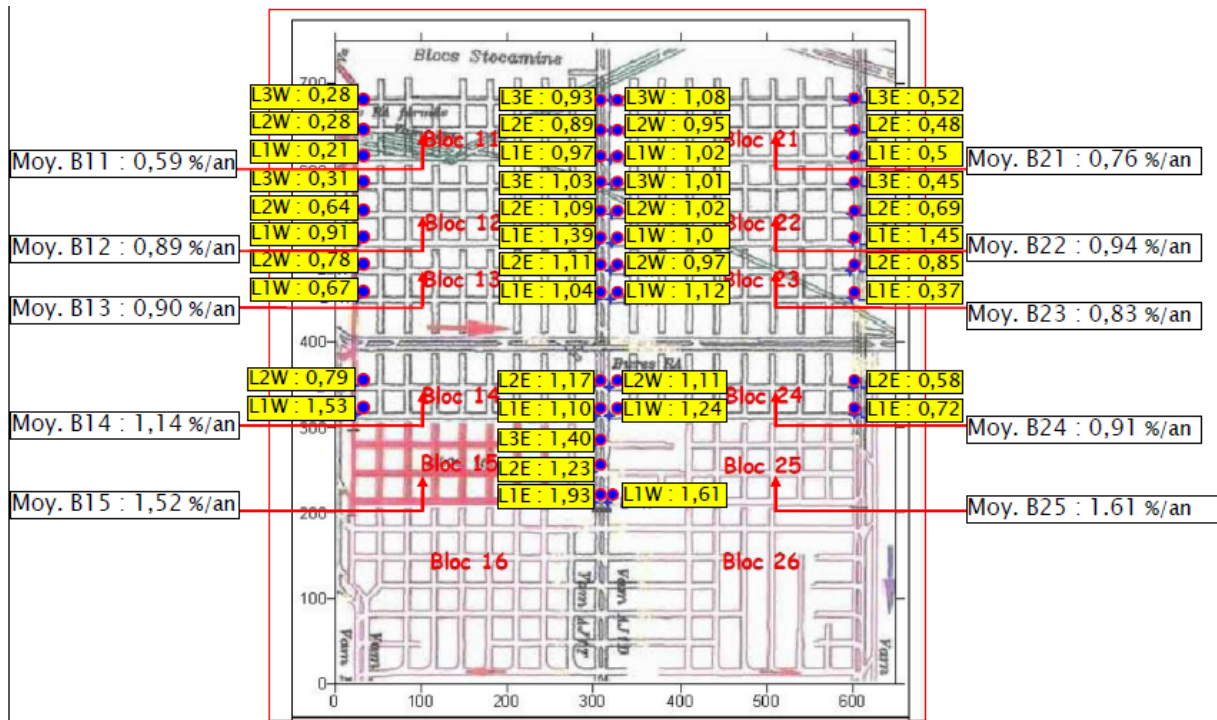 Blocs Stocamine
700
L3W : 0,28
L3E : 0,93
L3W : 1,08
L3E : 0,52
L2W : 0,28
L2E : 0,89
L2W : 0,95
L2E : 0,48
Bloc 11
Bloc 21
L1W : 0,21
L1E : 0,97
L1W : 1,02
L1E : 0,5
Moy. B11 : 0,59 %/an
Moy. B21 : 0,76 %/an
L3W : 0,31
L3E : 1,03
L3W : 1,01
L3E : 0,45
L2W : 0,64
L2E : 1,09
L2W : 1,02
L2E : 0,69
Bloc 12
Bloc 22
L1W : 0,91
L1E : 1,39
L1W : 1,0
L1E : 1,45
Moy. B12 : 0,89 %/an
Moy. B22 : 0,94 %/an
L2W : 0,78
L2E : 1,11
L2W : 0,97
L2E : 0,85
Bloc 13
Bloc 23
L1W : 0,67
L1E : 1,04
L1W : 1,12
L1E : 0,37
Moy. B13 : 0,90 %/an
Moy. B23 : 0,83 %/an
400
Bures RA
L2W : 0,79
L2E : 1,17
L2W : 1,11
L2E : 0,58
Bloc 14
Bloc 24
L1W : 1,53
L1E : 1,10
L1W : 1,24
L1E : 0,72
Moy. B14 : 1,14 %/an
Moy. B24 : 0,91 %/an
300
L3E : 1,40
Bloc 15
Bloc 25
L2E : 1,23
L1E : 1,93
L1W : 1,61
Moy. B15 : 1,52 %/an
Moy. B25 : 1.61 %/an
200
Bloc 16
Bloc 26
100
Vam
Vam
Vam
Vam
Vam
0
0
100
200
300
400
500
600